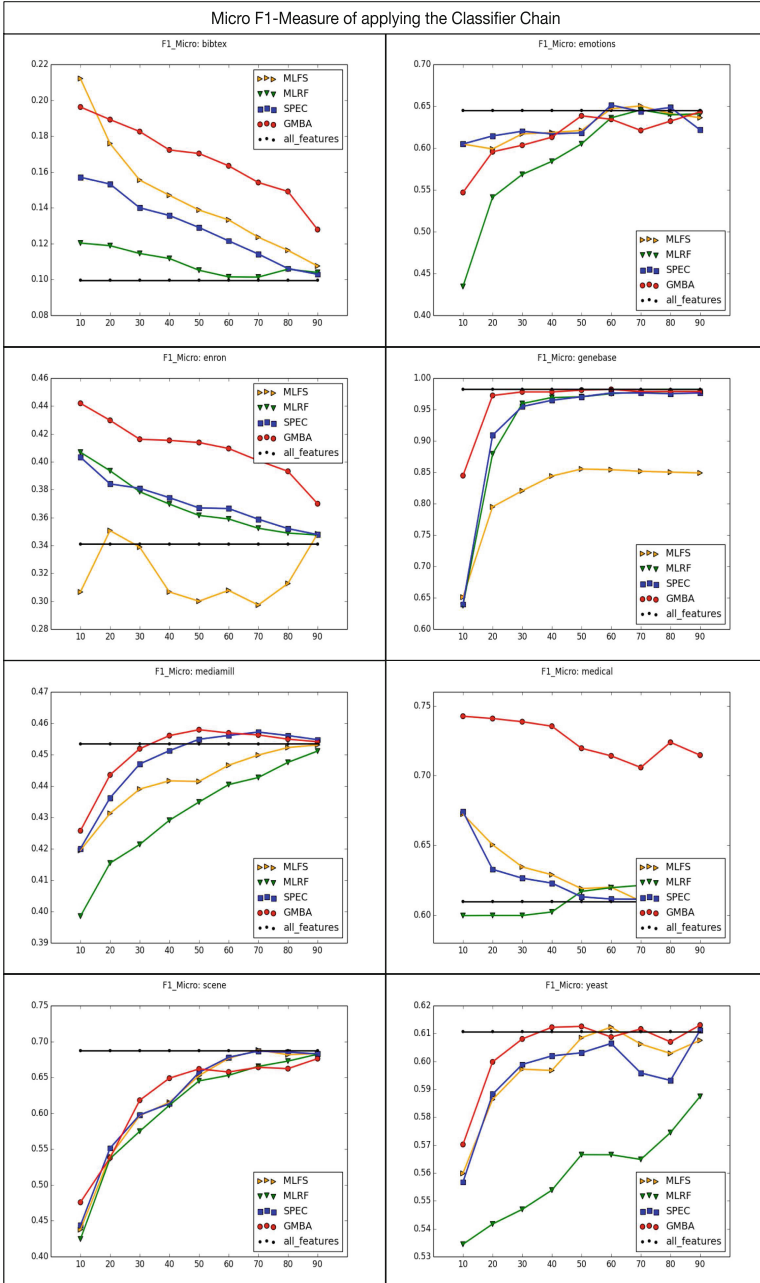 Micro F1-Measure of applying the Classifier Chain
F1_Micro: bibtex
0.22
0.20
0.18
0.16
0.14
0.12
0.10
0.08
10 20 30 40 50 60 70 80 90
MLFS
MLRF
SPEC
GMBA
all_features
F1_Micro: emotions
0.70
0.65
0.60
0.55
0.50
0.45
0.40
10 20 30 40 50 60 70 80 90
MLFS
MLRF
SPEC
GMBA
all_features
F1_Micro: enron
0.46
0.44
0.42
0.40
0.38
0.36
0.34
0.32
0.30
0.28
10 20 30 40 50 60 70 80 90
MLFS
MLRF
SPEC
GMBA
all_features
F1_Micro: genebase
1.00
0.95
0.90
0.85
0.80
0.75
0.70
0.65
0.60
10 20 30 40 50 60 70 80 90
MLFS
MLRF
SPEC
GMBA
all_features
F1_Micro: mediamill
0.47
0.46
0.45
0.44
0.43
0.42
0.41
0.40
0.39
10 20 30 40 50 60 70 80 90
MLFS
MLRF
SPEC
GMBA
all_features
F1_Micro: medical
0.75
0.70
0.65
0.60
10 20 30 40 50 60 70 80 90
MLFS
MLRF
SPEC
GMBA
all_features
F1_Micro: scene
0.75
0.70
0.65
0.60
0.55
0.50
0.45
0.40
10 20 30 40 50 60 70 80 90
MLFS
MLRF
SPEC
GMBA
all_features
F1_Micro: yeast
0.62
0.61
0.60
0.59
0.58
0.57
0.56
0.55
0.54
0.53
10 20 30 40 50 60 70 80 90
MLFS
MLRF
SPEC
GMBA
all_features